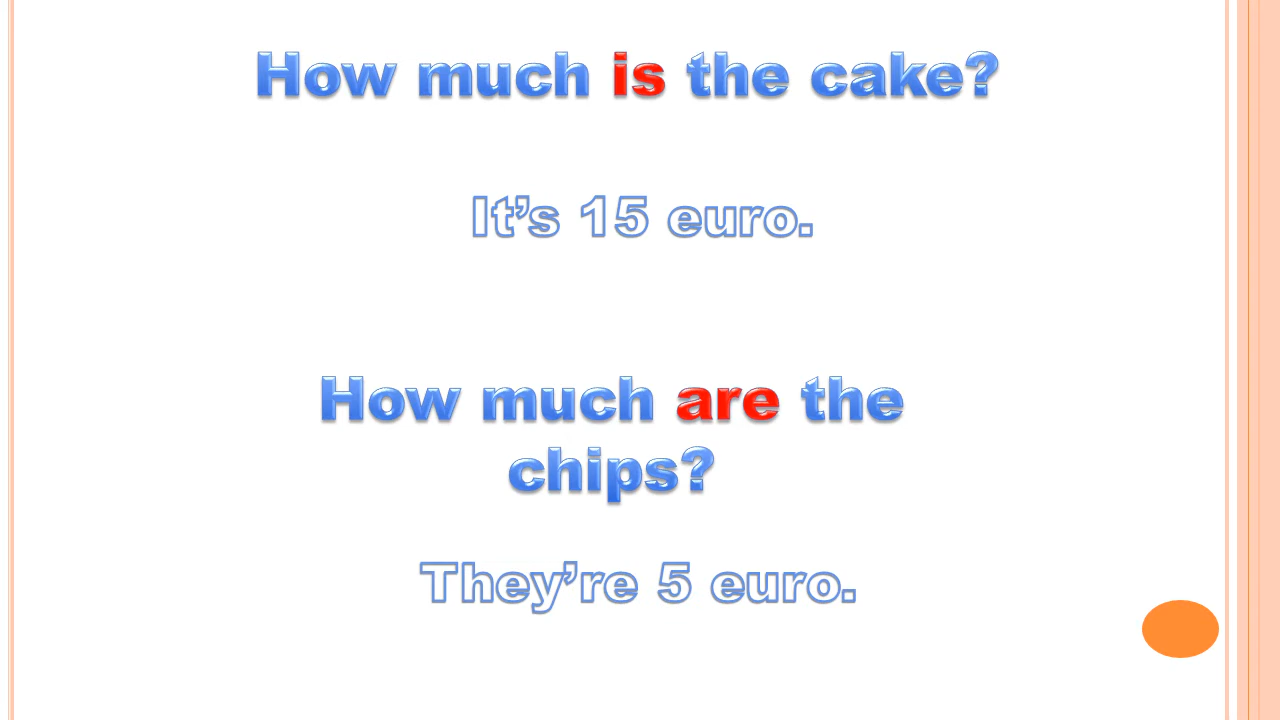 How much is the cake?
It’s 15 euro.
How much are the
chips?
They’re 5 euro.